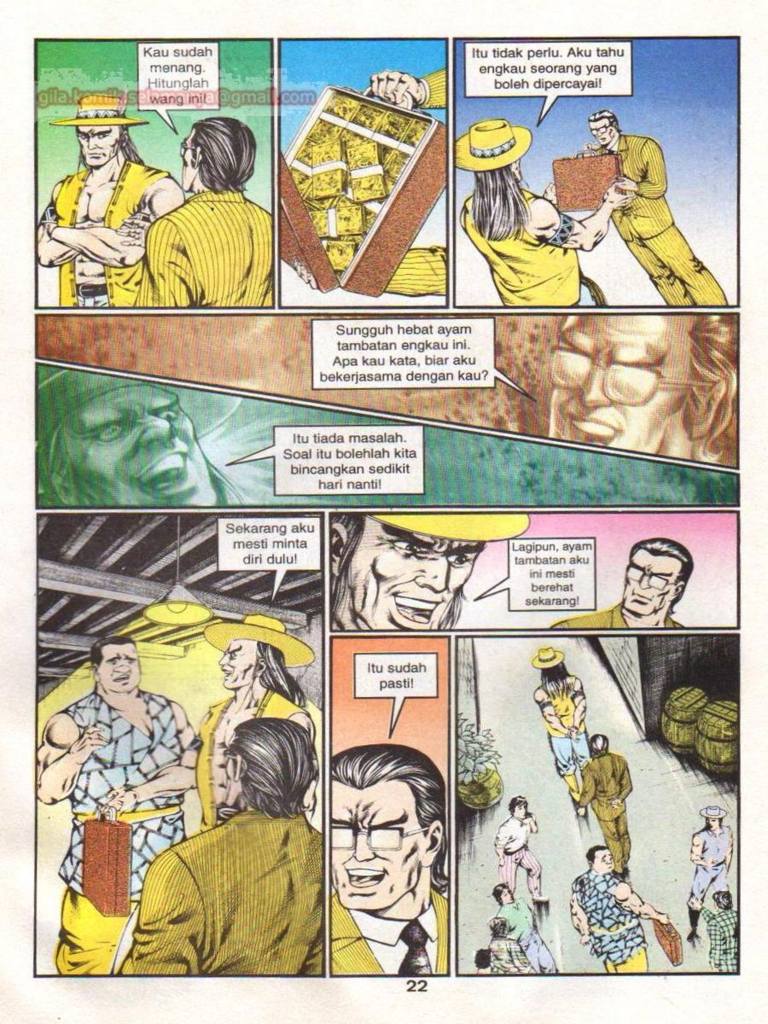 Kau sudah
menang.
Hitunglah
wang ini!
Itu tidak perlu. Aku tahu
engkau seorang yang
boleh dipercayai!
Sungguh hebat ayam
tambatan engkau ini.
Apa kau kata, biar aku
bekerjasama dengan kau?
Itu tiada masalah.
Soal itu bolehlah kita
bincangkan sedikit
hari nanti!
Sekarang aku
mesti minta
diri dulu!
Lagipun, ayam
tambatan aku
ini mesti
berehat
sekarang!
Itu sudah
pasti!
22